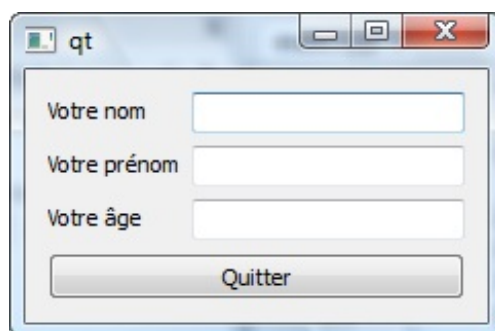 qt
Votre nom
Votre prénom
Votre âge
Quitter